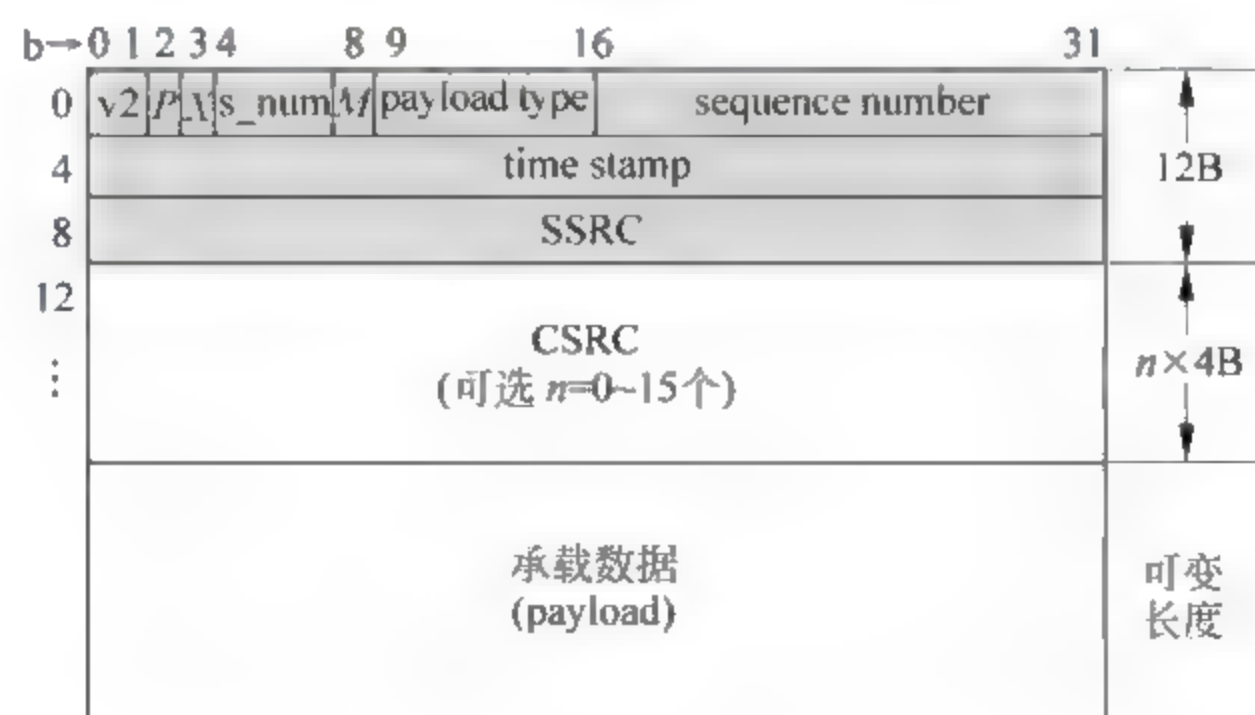 b→0 1 2 3 4 8 9 16 31
0 v2 P X s_num M payload type sequence number
4 time stamp
12B
8 SSRC
12
CSRC
⋮ (可选 n=0~15个) n×4B
承载数据 可变
(payload) 长度